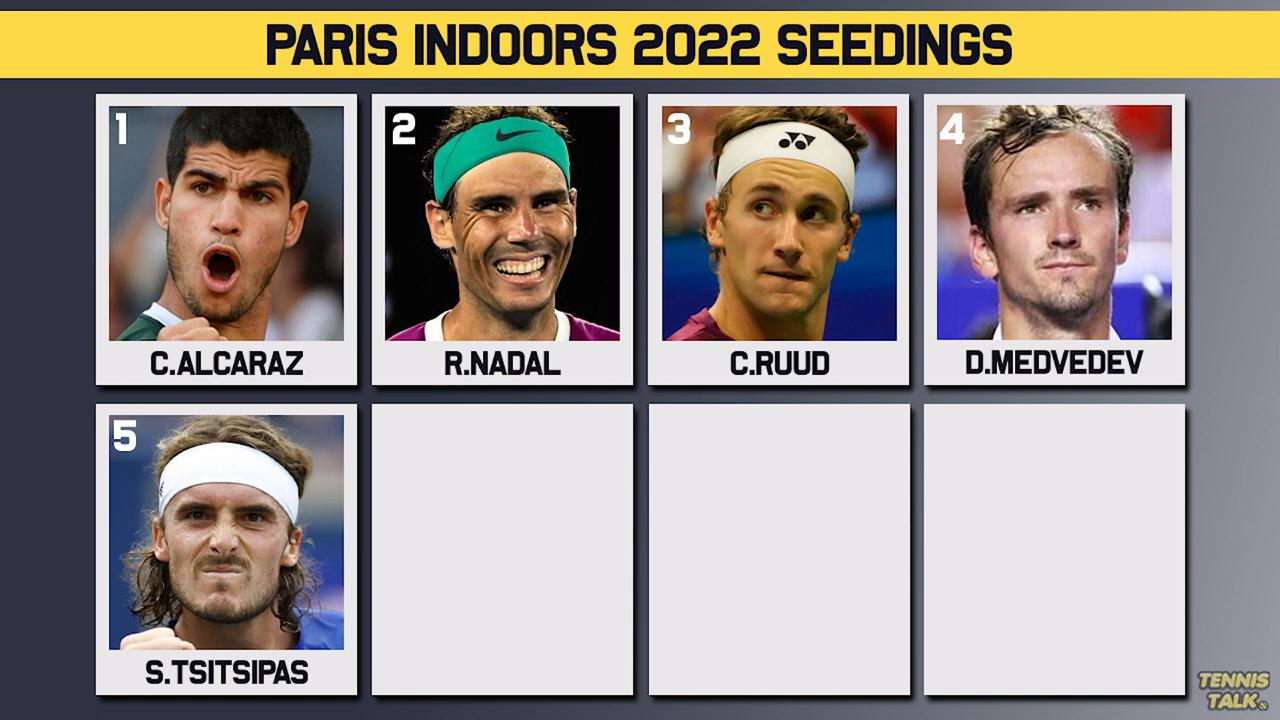 PARIS INDOORS 2022 SEEDINGS
1
2
3
4
C.ALCARAZ
R.NADAL
C.RUUD
D.MEDVEDEV
5
S.TSITSIPAS
TENNIS
TALK